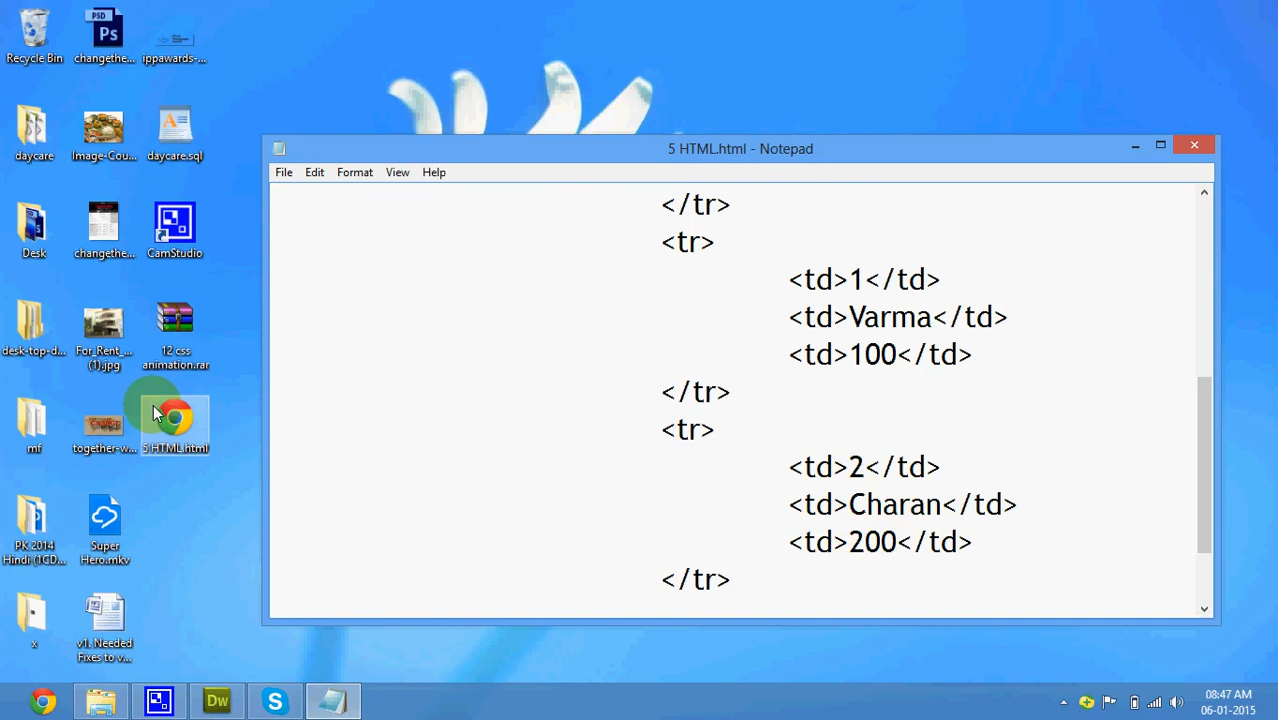 Recycle Bin
changethe...
ippawards-...
daycare
Image-Cou...
daycare.sql
Desk
changethe...
CamStudio
desk-top-d...
For_Rent_...
(1).jpg
12 css
animation.rar
mf
together-w...
5 HTML.html
PK 2014
Hindi (1CD...
Super
Hero.mkv
x
v1. Needed
Fixes to v...
5 HTML.html - Notepad
File Edit Format View Help
</tr>
<tr>
<td>1</td>
<td>Varma</td>
<td>100</td>
</tr>
<tr>
<td>2</td>
<td>Charan</td>
<td>200</td>
</tr>
PSD
Ps
Dw
08:47 AM
06-01-2015